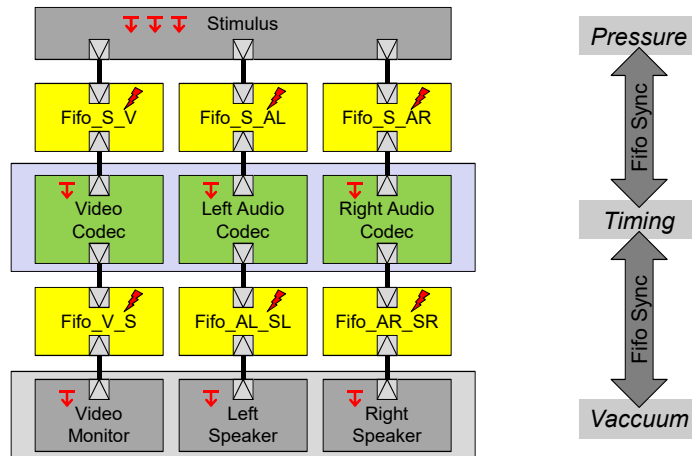 Stimulus
Pressure
Fifo_S_V
Fifo_S_AL
Fifo_S_AR
Fifo Sync
Video
Codec
Left Audio
Codec
Right Audio
Codec
Timing
Fifo_V_S
Fifo_AL_SL
Fifo_AR_SR
Fifo Sync
Video
Monitor
Left
Speaker
Right
Speaker
Vaccuum